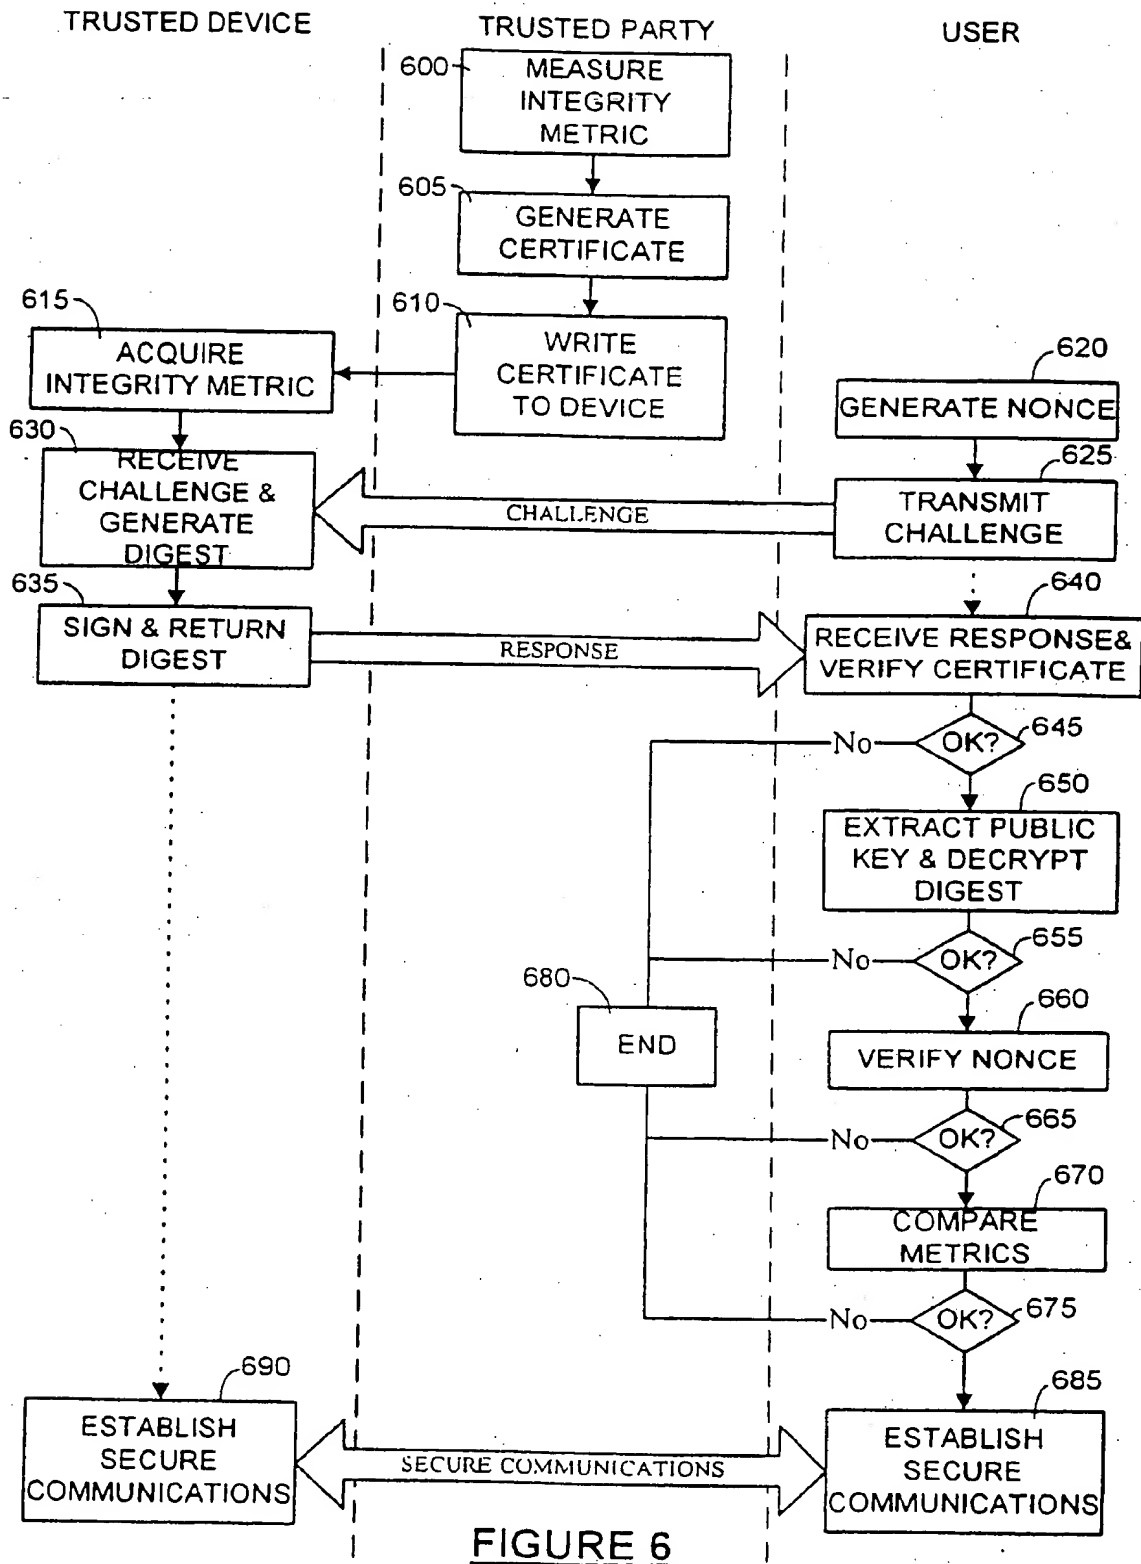 TRUSTED DEVICE
TRUSTED PARTY
USER
600
MEASURE
INTEGRITY
METRIC
605
GENERATE
CERTIFICATE
610
WRITE
CERTIFICATE
TO DEVICE
615
ACQUIRE
INTEGRITY METRIC
620
GENERATE NONCE
625
TRANSMIT
CHALLENGE
CHALLENGE
630
RECEIVE
CHALLENGE &
GENERATE
DIGEST
635
SIGN & RETURN
DIGEST
RESPONSE
640
RECEIVE RESPONSE&
VERIFY CERTIFICATE
645
OK?
No
650
EXTRACT PUBLIC
KEY & DECRYPT
DIGEST
655
OK?
No
680
END
660
VERIFY NONCE
665
OK?
No
670
COMPARE
METRICS
675
OK?
No
690
ESTABLISH
SECURE
COMMUNICATIONS
SECURE COMMUNICATIONS
685
ESTABLISH
SECURE
COMMUNICATIONS
FIGURE 6